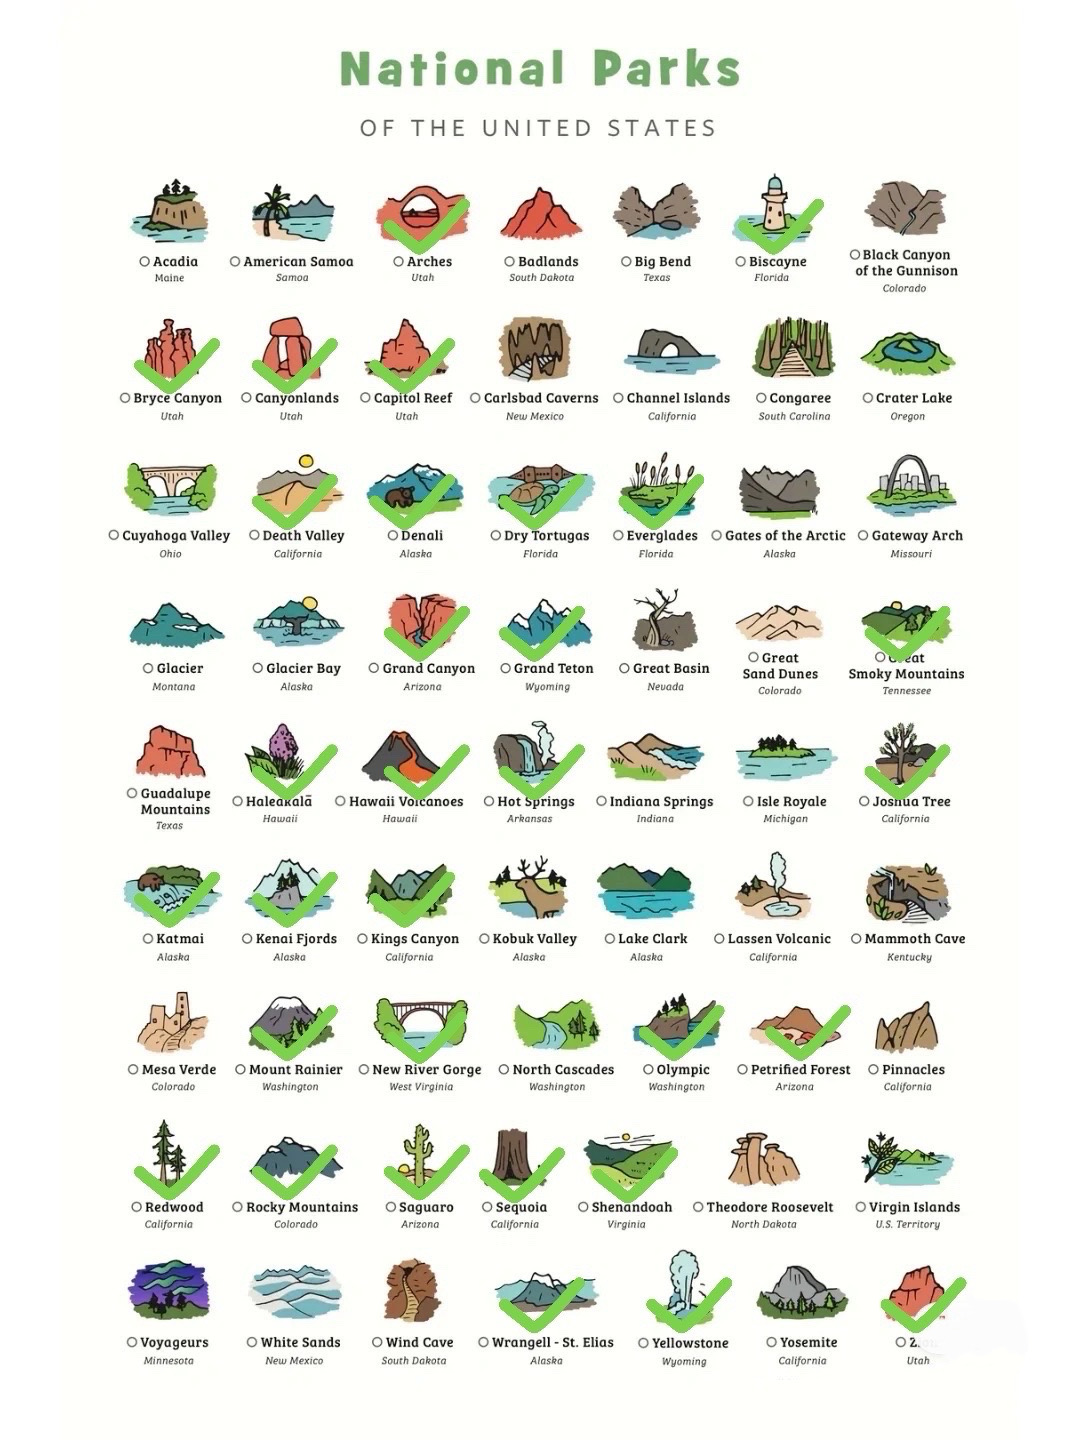 National Parks
OF THE UNITED STATES
Acadia
Maine
American Samoa
Samoa
Arches
Utah
Badlands
South Dakota
Big Bend
Texas
Biscayne
Florida
Black Canyon
of the Gunnison
Colorado
Bryce Canyon
Utah
Canyonlands
Utah
Capitol Reef
Utah
Carlsbad Caverns
New Mexico
Channel Islands
California
Congaree
South Carolina
Crater Lake
Oregon
Cuyahoga Valley
Ohio
Death Valley
California
Denali
Alaska
Dry Tortugas
Florida
Everglades
Florida
Gates of the Arctic
Alaska
Gateway Arch
Missouri
Glacier
Montana
Glacier Bay
Alaska
Grand Canyon
Arizona
Grand Teton
Wyoming
Great Basin
Nevada
Great
Sand Dunes
Colorado
Great
Smoky Mountains
Tennessee
Guadalupe
Mountains
Texas
Haleakalā
Hawaii
Hawaii Volcanoes
Hawaii
Hot Springs
Arkansas
Indiana Springs
Indiana
Isle Royale
Michigan
Joshua Tree
California
Katmai
Alaska
Kenai Fjords
Alaska
Kings Canyon
California
Kobuk Valley
Alaska
Lake Clark
Alaska
Lassen Volcanic
California
Mammoth Cave
Kentucky
Mesa Verde
Colorado
Mount Rainier
Washington
New River Gorge
West Virginia
North Cascades
Washington
Olympic
Washington
Petrified Forest
Arizona
Pinnacles
California
Redwood
California
Rocky Mountains
Colorado
Saguaro
Arizona
Sequoia
California
Shenandoah
Virginia
Theodore Roosevelt
North Dakota
Virgin Islands
U.S. Territory
Voyageurs
Minnesota
White Sands
New Mexico
Wind Cave
South Dakota
Wrangell - St. Elias
Alaska
Yellowstone
Wyoming
Yosemite
California
Utah